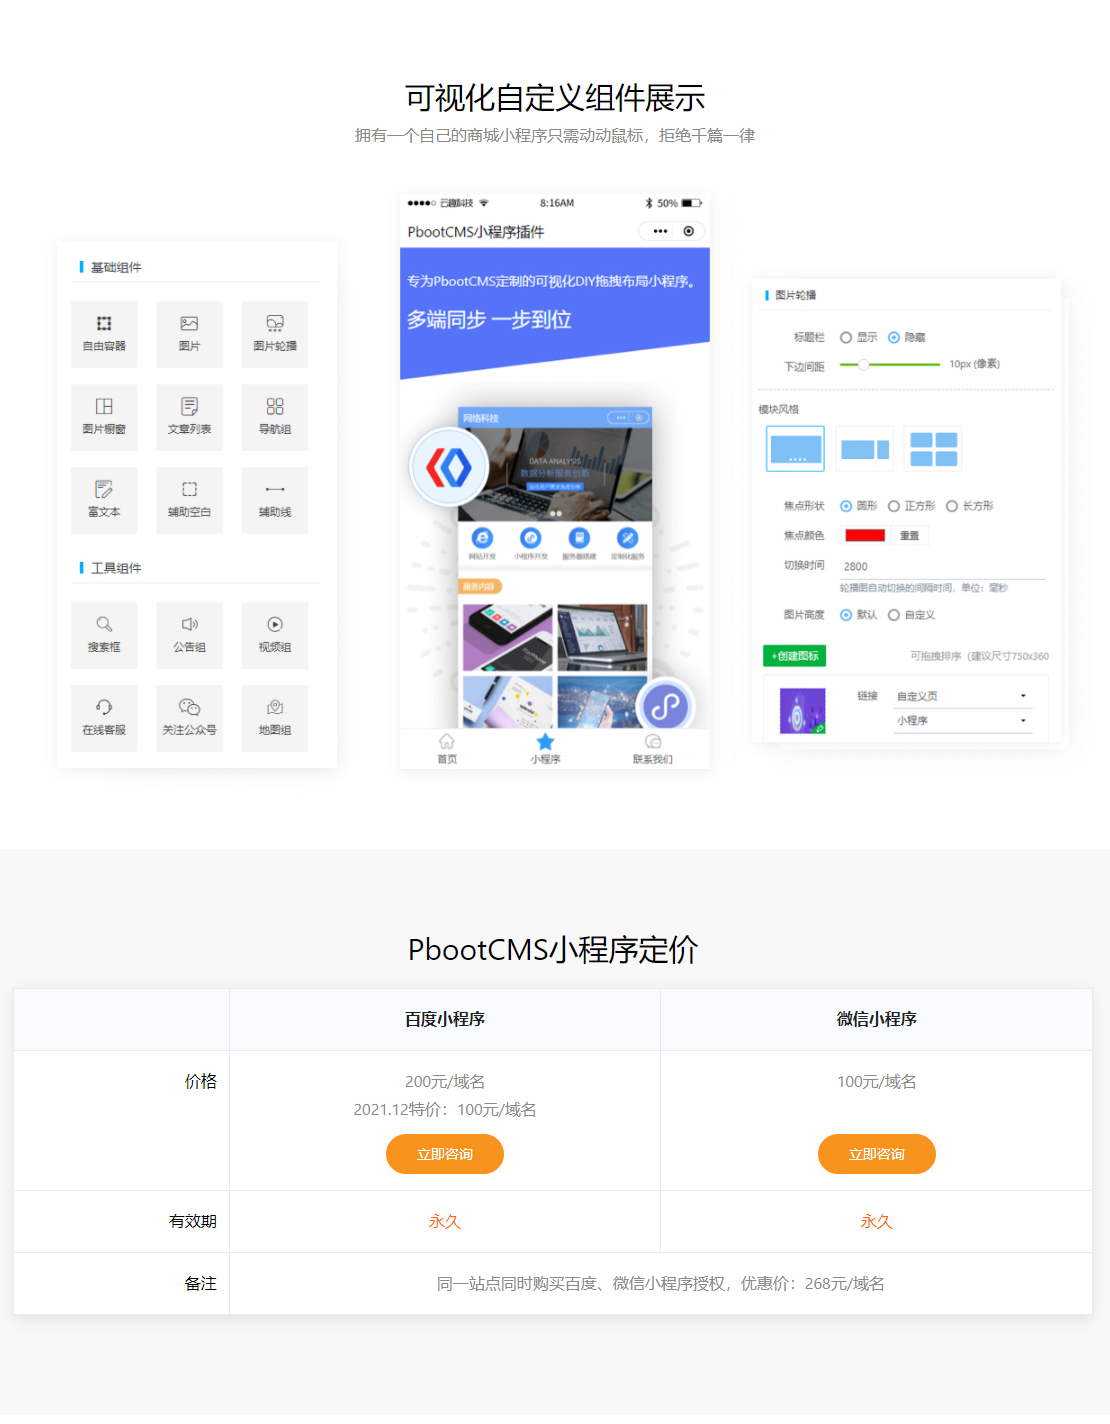 可视化自定义组件展示
拥有一个自己的商城小程序只需动动鼠标，拒绝千篇一律
基础组件
自由容器
图片
图片轮播
图片橱窗
文章列表
导航组
富文本
辅助空白
辅助线
工具组件
搜索框
公告组
视频组
在线客服
关注公众号
地图组
云趣科技
8:16AM
50%
PbootCMS小程序插件
专为PbootCMS定制的可视化DIY拖拽布局小程序。
多端同步 一步到位
网络科技
DATA ANALYSIS
数据分析服务创新
网站开发
小程序开发
服务器搭建
定制化服务
服务内容
首页
小程序
联系我们
图片轮播
标题栏 显示 隐藏
下边间距 10px (像素)
模块风格
焦点形状 圆形 正方形 长方形
焦点颜色 重置
切换时间 2800
轮播图自动切换的间隔时间，单位：毫秒
图片高度 默认 自定义
+创建图标 可拖拽排序（建议尺寸750x360
链接 自定义页
小程序
PbootCMS小程序定价
百度小程序 微信小程序
价格 200元/域名 100元/域名
2021.12特价：100元/域名
立即咨询 立即咨询
有效期 永久 永久
备注 同一站点同时购买百度、微信小程序授权，优惠价：268元/域名